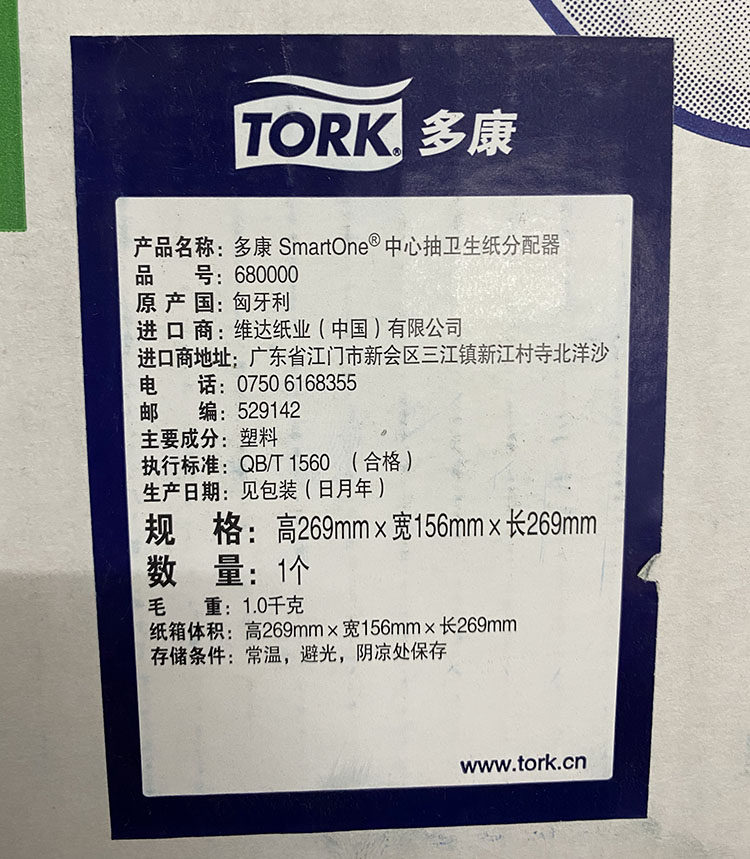 TORK® 多康
产品名称：多康 SmartOne® 中心抽卫生纸分配器
品 号：680000
原 产 国：匈牙利
进 口 商：维达纸业（中国）有限公司
进口商地址：广东省江门市新会区三江镇新江村寺北洋沙
电 话：0750 6168355
邮 编：529142
主要成分：塑料
执行标准：QB/T 1560 （合格）
生产日期：见包装（日月年）
规 格：高269mm x 宽156mm x 长269mm
数 量：1个
毛 重：1.0千克
纸箱体积：高269mm x 宽156mm x 长269mm
存储条件：常温，避光，阴凉处保存
www.tork.cn